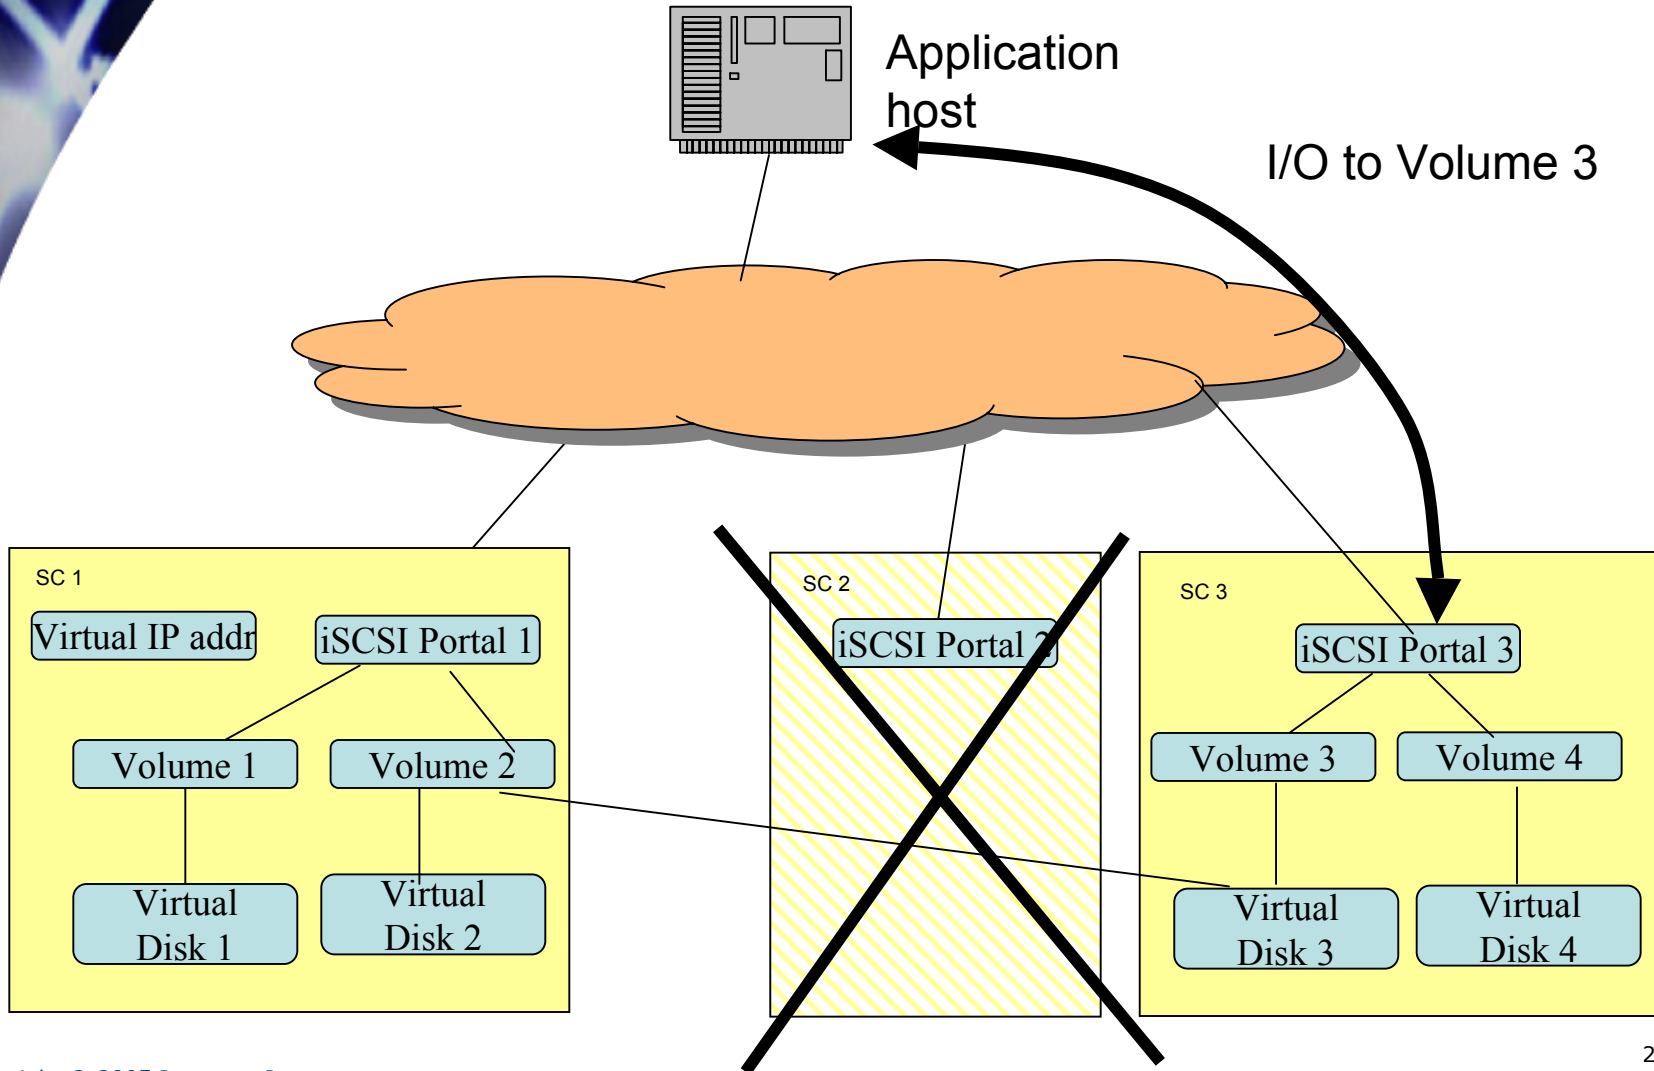 Application
host
I/O to Volume 3
SC 1
Virtual IP addr
iSCSI Portal 1
Volume 1
Volume 2
Virtual
Disk 1
Virtual
Disk 2
SC 2
iSCSI Portal 2
SC 3
iSCSI Portal 3
Volume 3
Volume 4
Virtual
Disk 3
Virtual
Disk 4
2